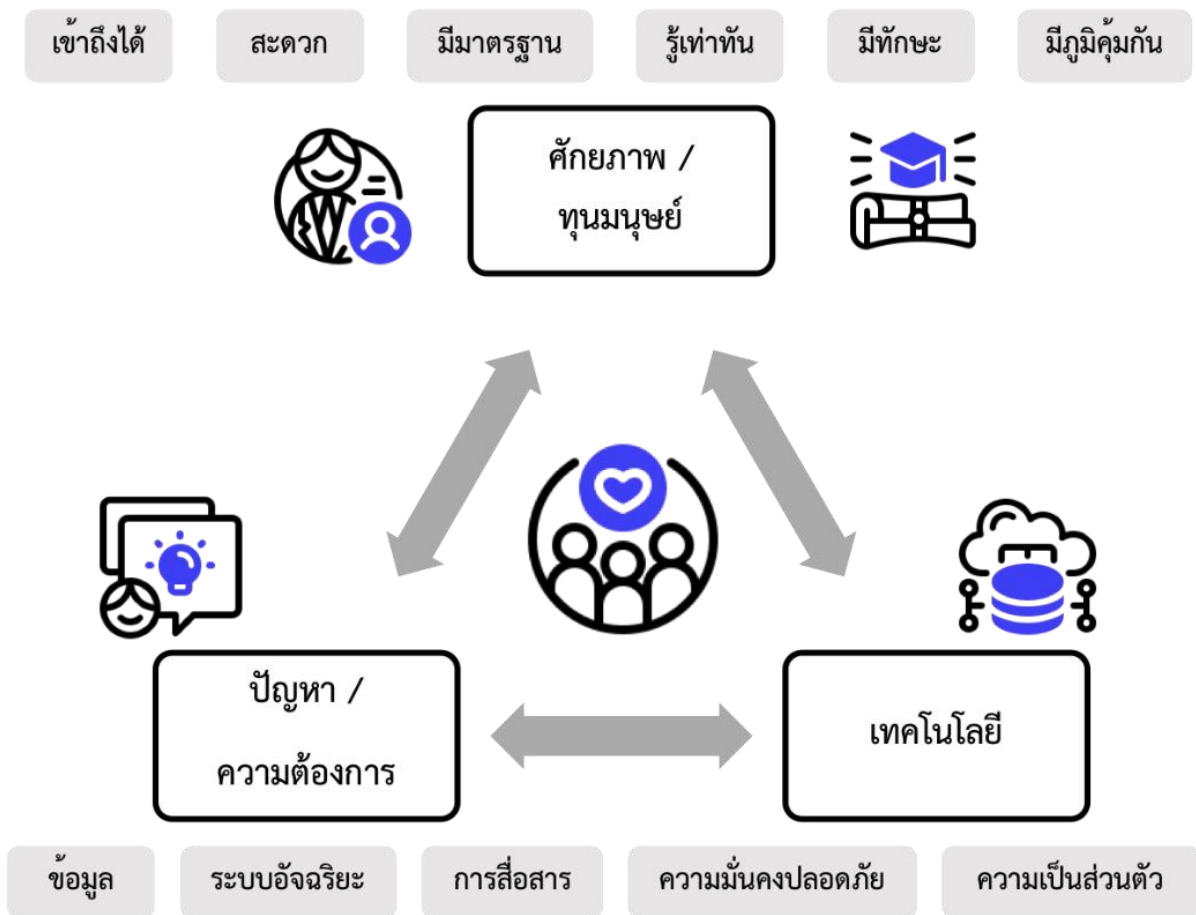 เข้าถึงได้
สะดวก
มีมาตรฐาน
รู้เท่าทัน
มีทักษะ
มีภูมิคุ้มกัน
ศักยภาพ /
ทุนมนุษย์
ปัญหา /
ความต้องการ
เทคโนโลยี
ข้อมูล
ระบบอัจฉริยะ
การสื่อสาร
ความมั่นคงปลอดภัย
ความเป็นส่วนตัว